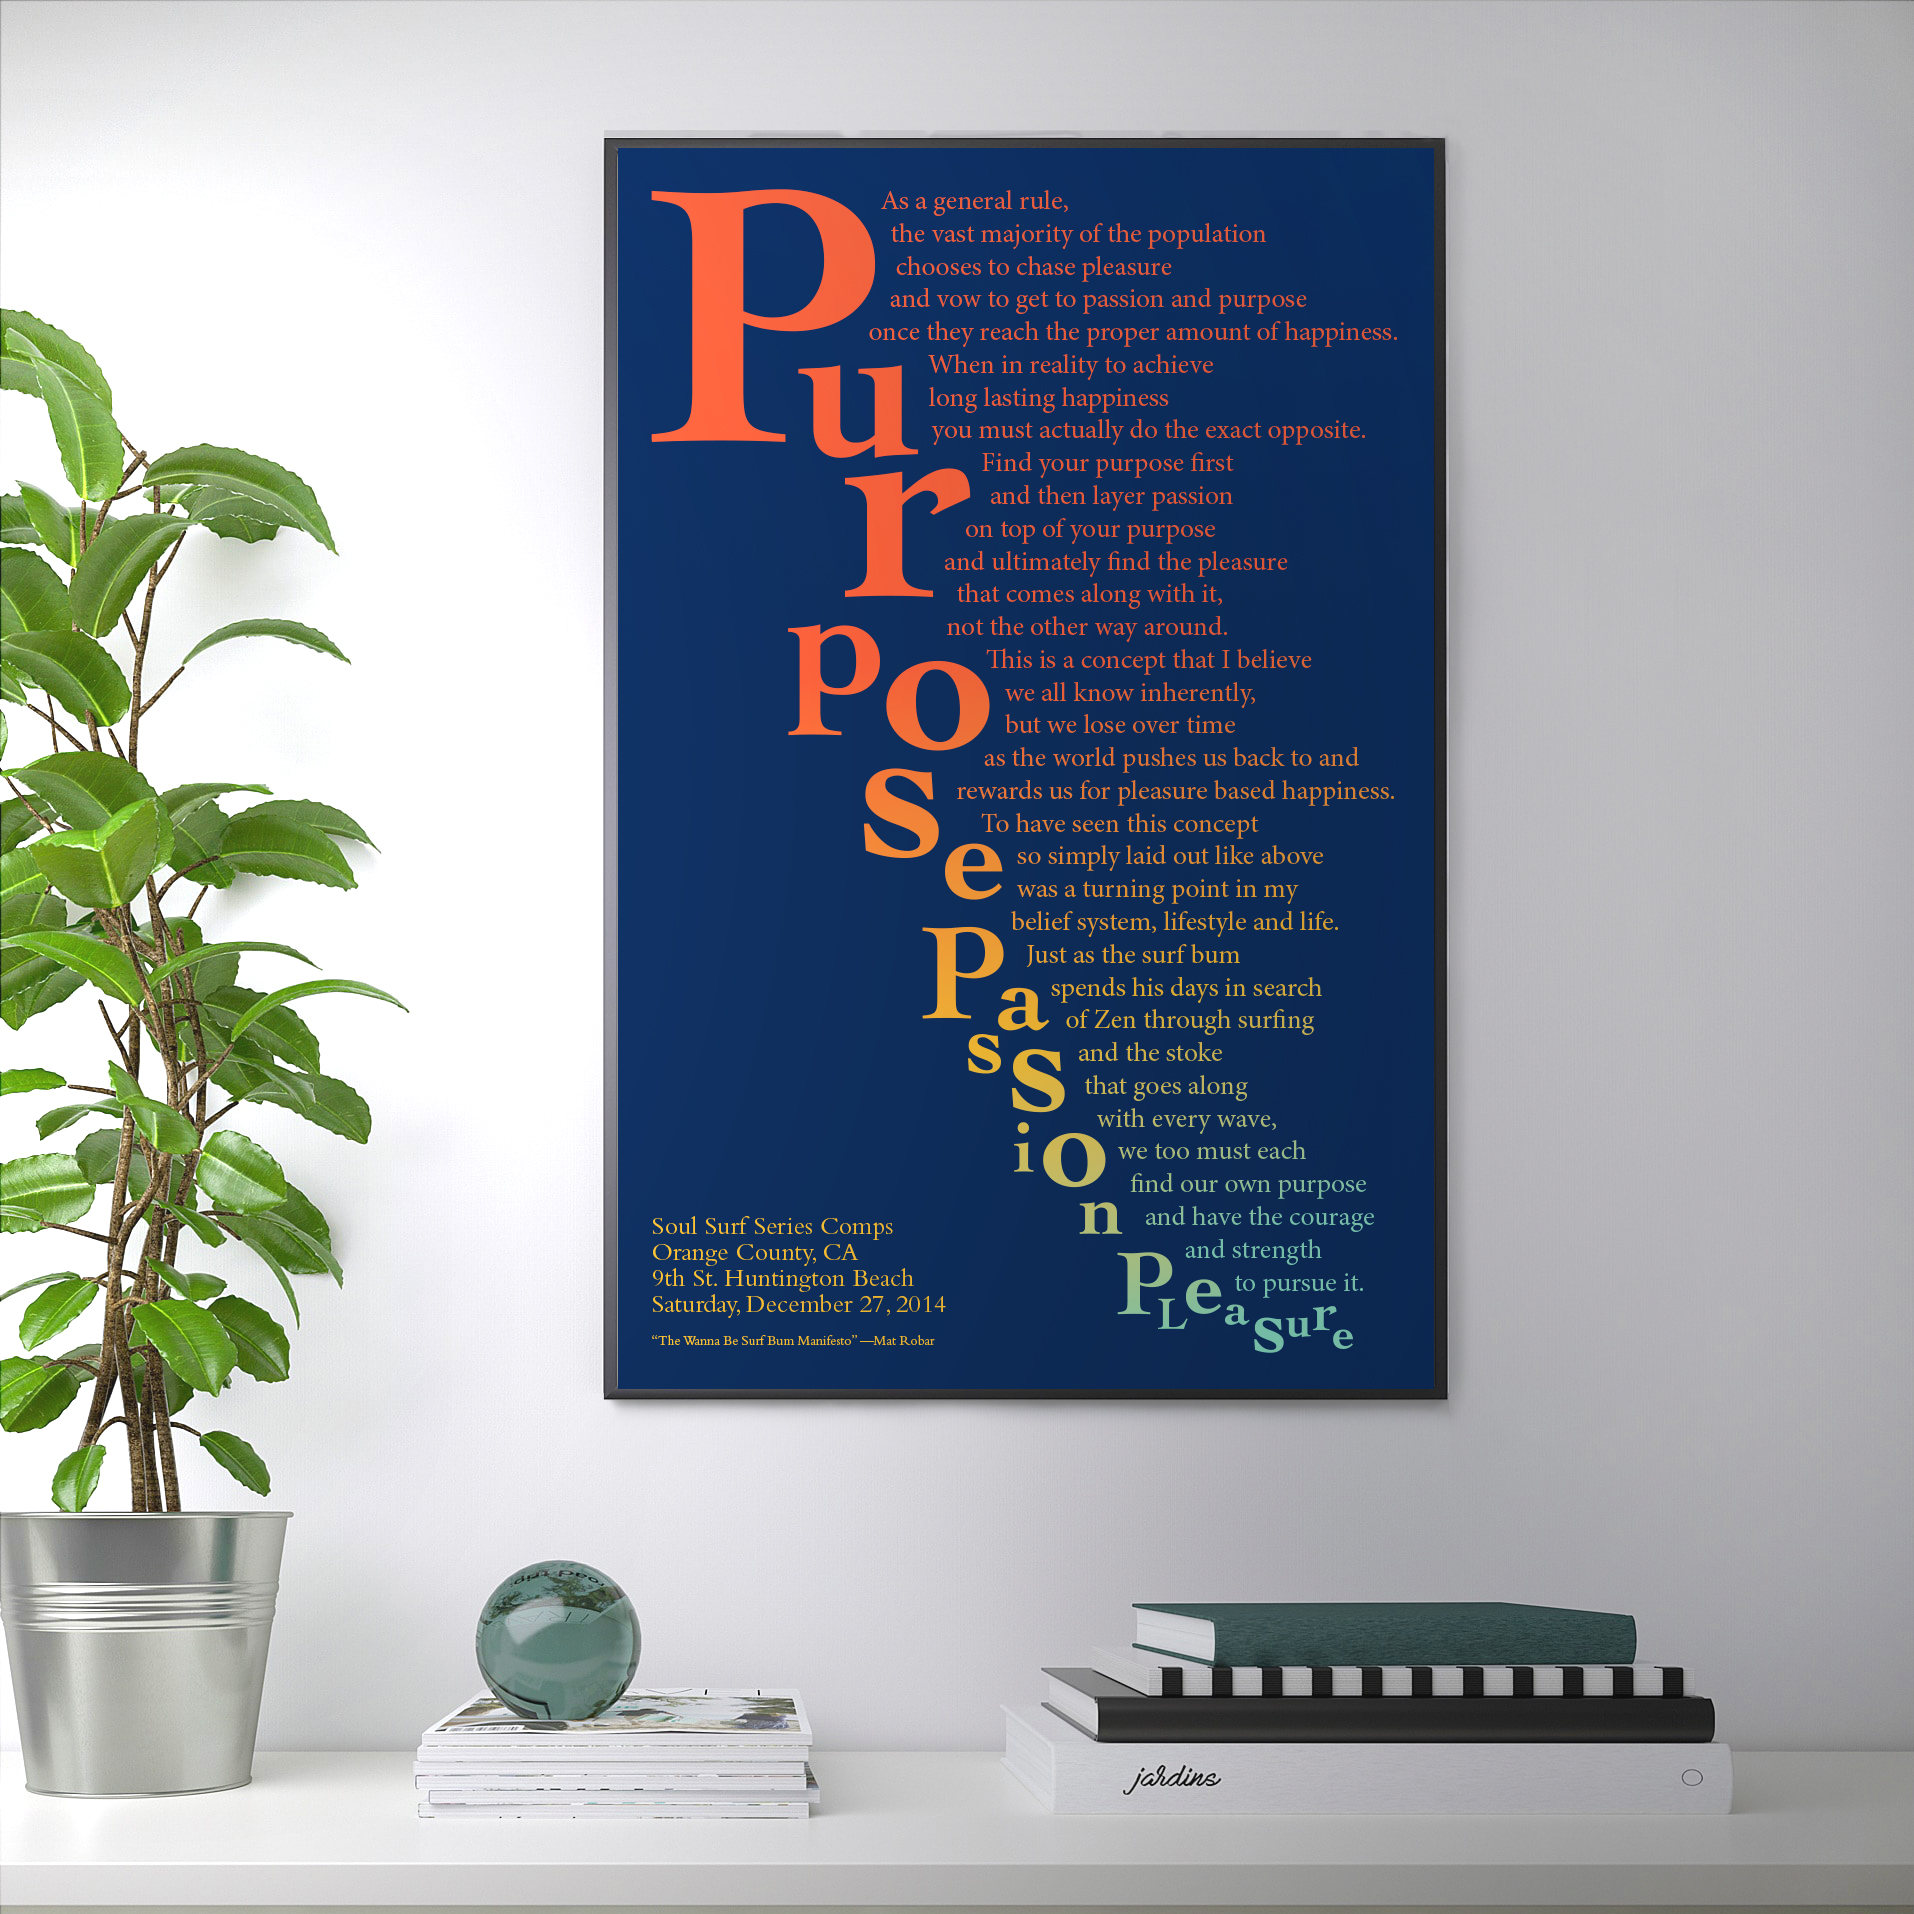 Purpose
Passion
PLeasure
As a general rule,
the vast majority of the population
chooses to chase pleasure
and vow to get to passion and purpose
once they reach the proper amount of happiness.
When in reality to achieve
long lasting happiness
you must actually do the exact opposite.
Find your purpose first
and then layer passion
on top of your purpose
and ultimately find the pleasure
that comes along with it,
not the other way around.
This is a concept that I believe
we all know inherently,
but we lose over time
as the world pushes us back to and
rewards us for pleasure based happiness.
To have seen this concept
so simply laid out like above
was a turning point in my
belief system, lifestyle and life.
Just as the surf bum
spends his days in search
of Zen through surfing
and the stoke
that goes along
with every wave,
we too must each
find our own purpose
and have the courage
and strength
to pursue it.
Soul Surf Series Comps
Orange County, CA
9th St. Huntington Beach
Saturday, December 27, 2014
“The Wanna Be Surf Bum Manifesto” —Mat Robar
jardins